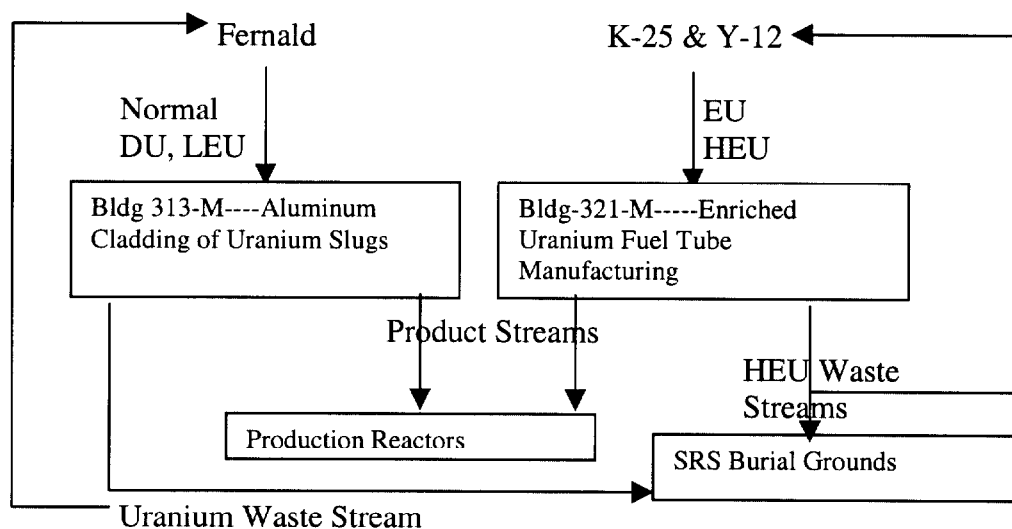 Fernald
K-25 & Y-12
Normal
DU, LEU
EU
HEU
Bldg 313-M----Aluminum
Cladding of Uranium Slugs
Bldg-321-M-----Enriched
Uranium Fuel Tube
Manufacturing
Product Streams
HEU Waste
Streams
Production Reactors
SRS Burial Grounds
Uranium Waste Stream